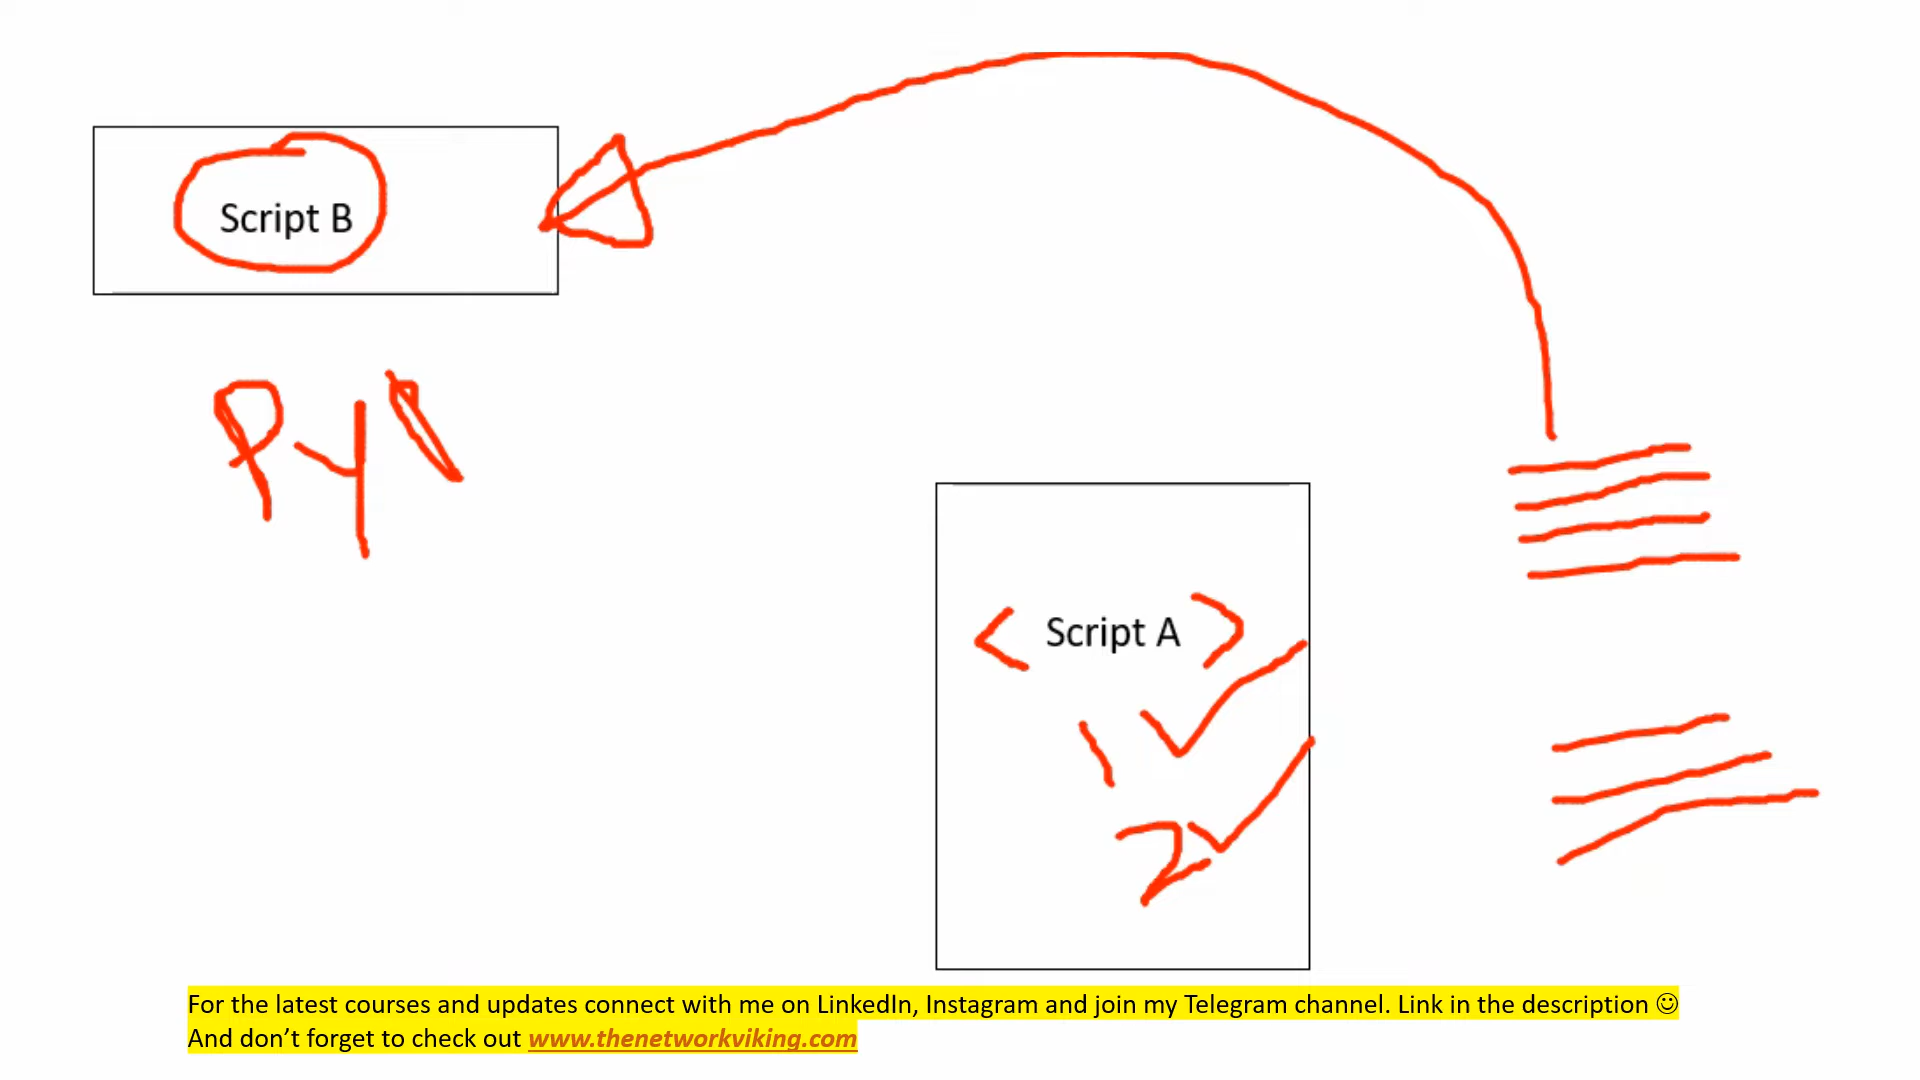 Script B
Py
Script A
1
2
For the latest courses and updates connect with me on LinkedIn, Instagram and join my Telegram channel. Link in the description ☺
And don’t forget to check out www.thenetworkviking.com